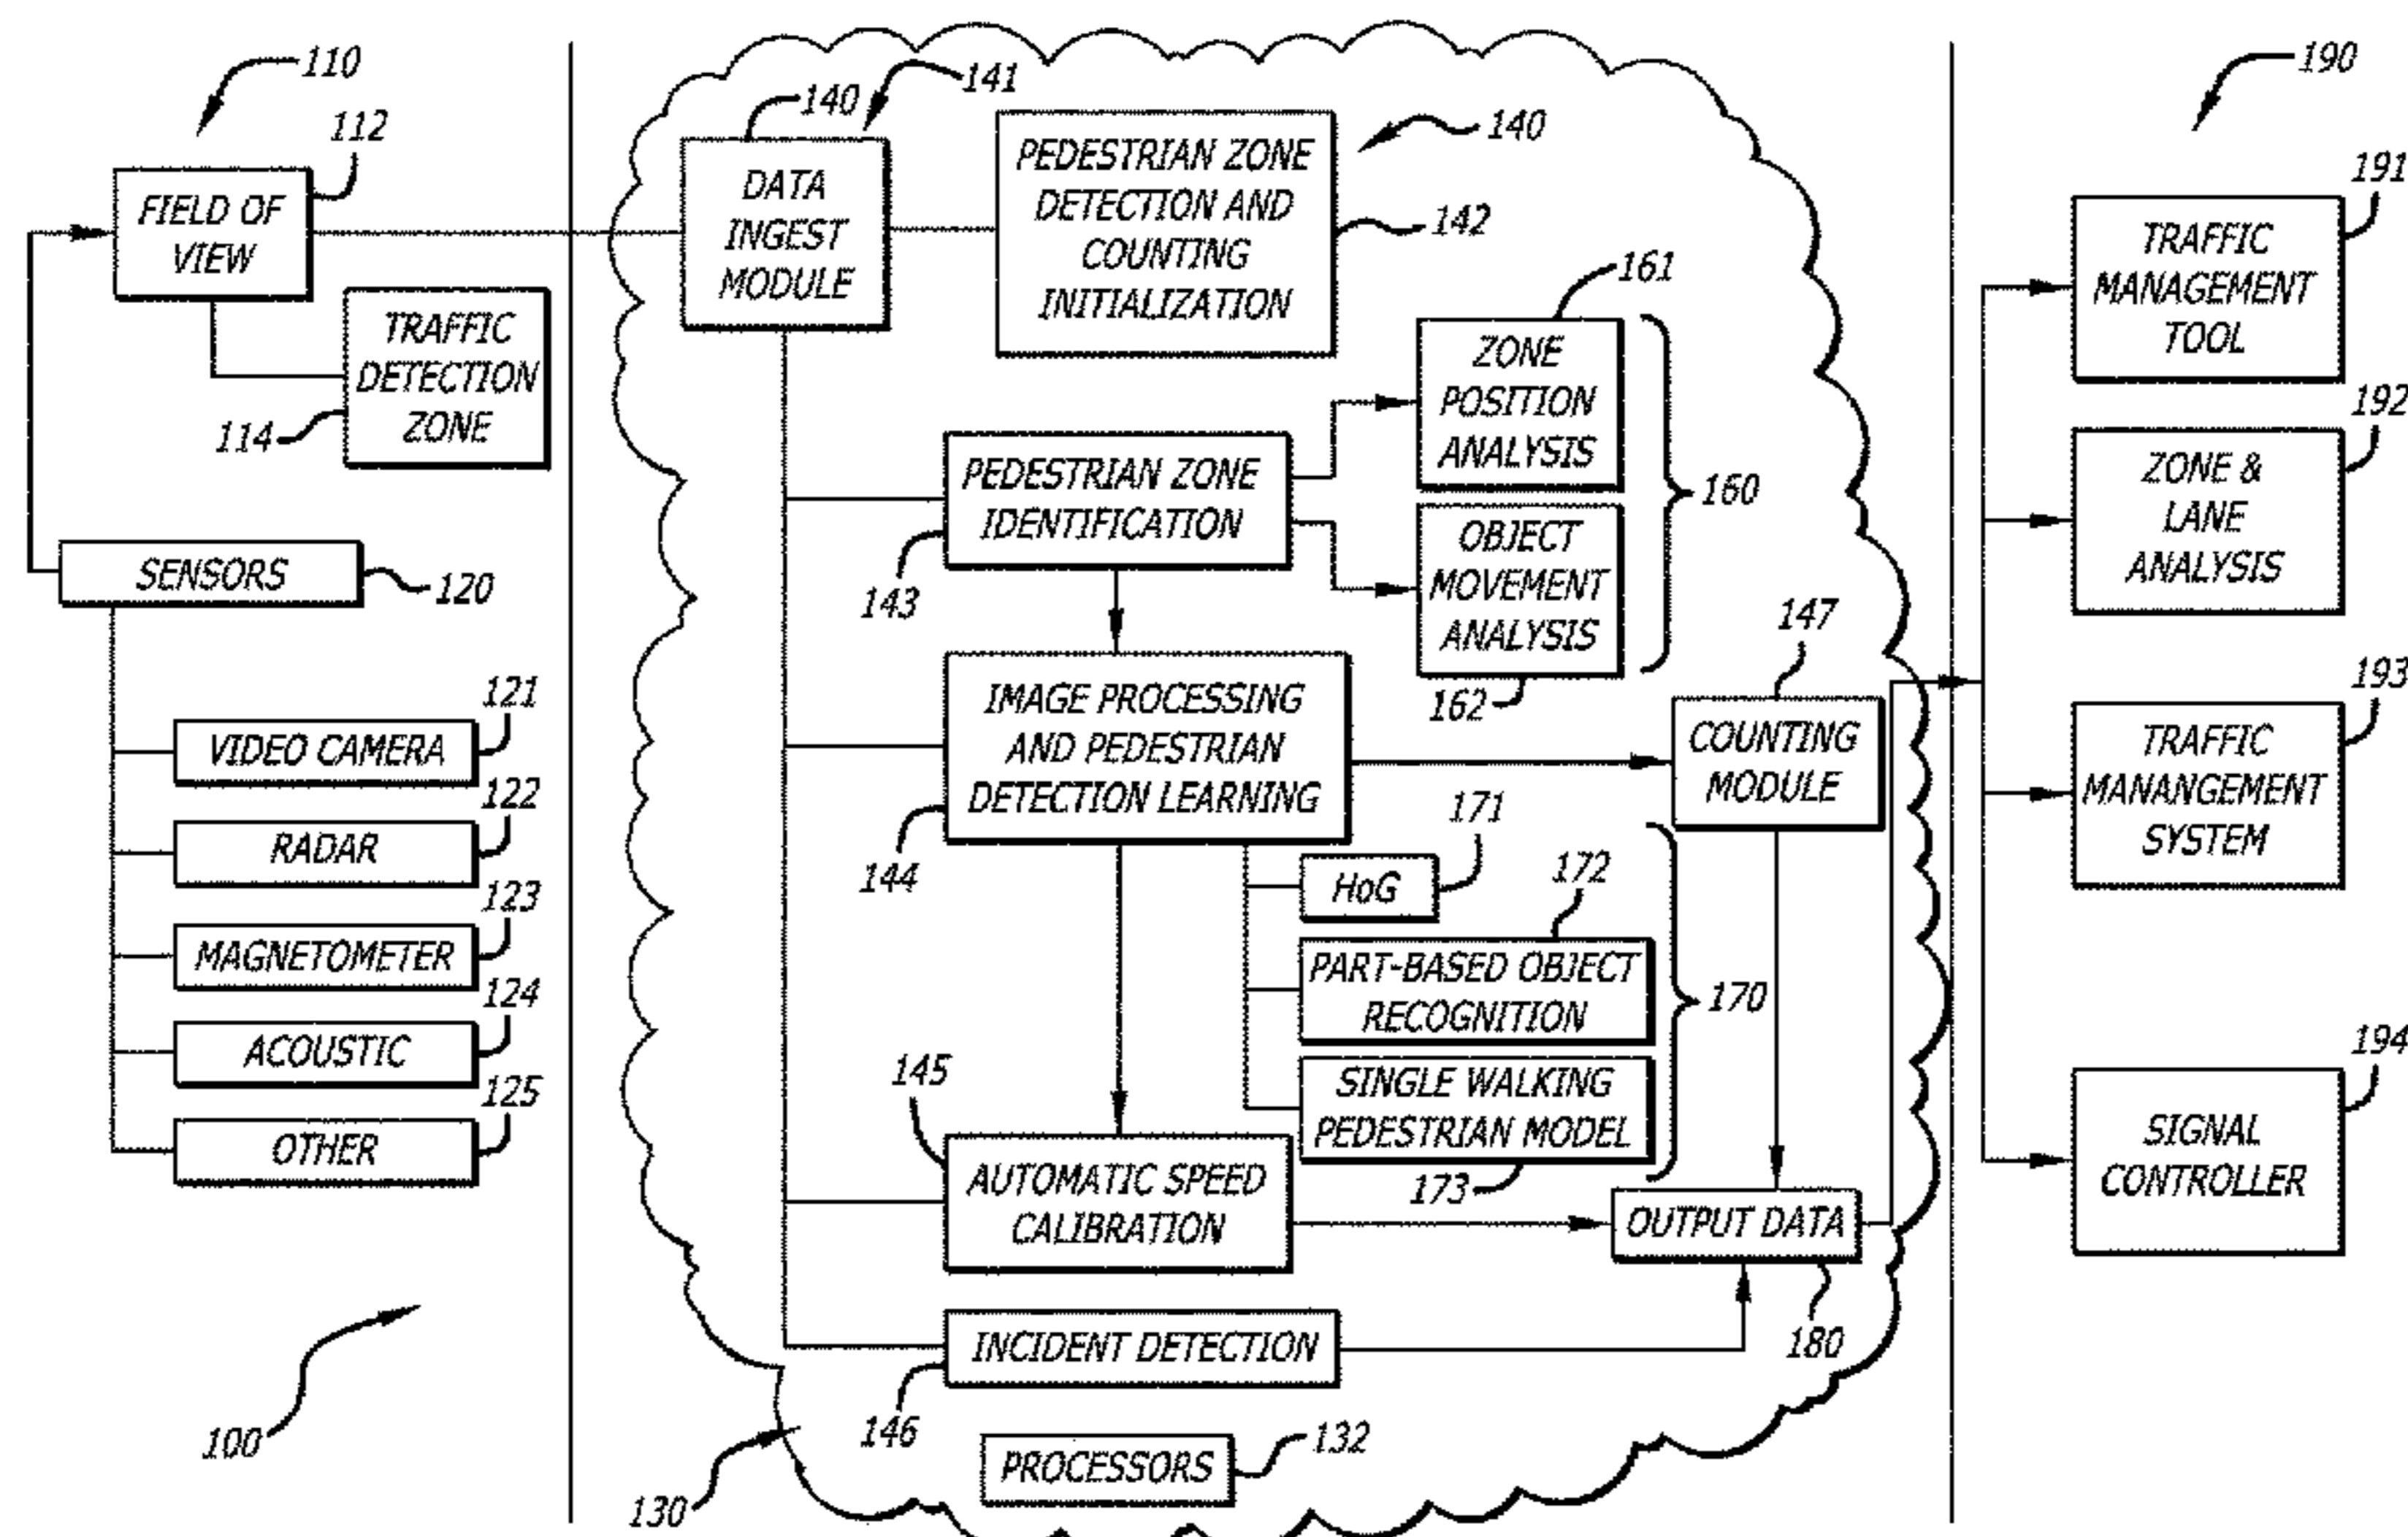 110
112
FIELD OF
VIEW
TRAFFIC
DETECTION
ZONE
114
SENSORS
120
121
VIDEO CAMERA
122
RADAR
123
MAGNETOMETER
124
ACOUSTIC
125
OTHER
100
140
141
DATA
INGEST
MODULE
PEDESTRIAN ZONE
DETECTION AND
COUNTING
INITIALIZATION
140
142
161
ZONE
POSITION
ANALYSIS
160
PEDESTRIAN ZONE
IDENTIFICATION
143
OBJECT
MOVEMENT
ANALYSIS
162
147
IMAGE PROCESSING
AND PEDESTRIAN
DETECTION LEARNING
144
COUNTING
MODULE
171
HoG
172
PART-BASED OBJECT
RECOGNITION
170
SINGLE WALKING
PEDESTRIAN MODEL
173
145
AUTOMATIC SPEED
CALIBRATION
OUTPUT DATA
180
INCIDENT DETECTION
146
PROCESSORS
132
130
190
191
TRAFFIC
MANAGEMENT
TOOL
192
ZONE &
LANE
ANALYSIS
193
TRAFFIC
MANANGEMENT
SYSTEM
194
SIGNAL
CONTROLLER